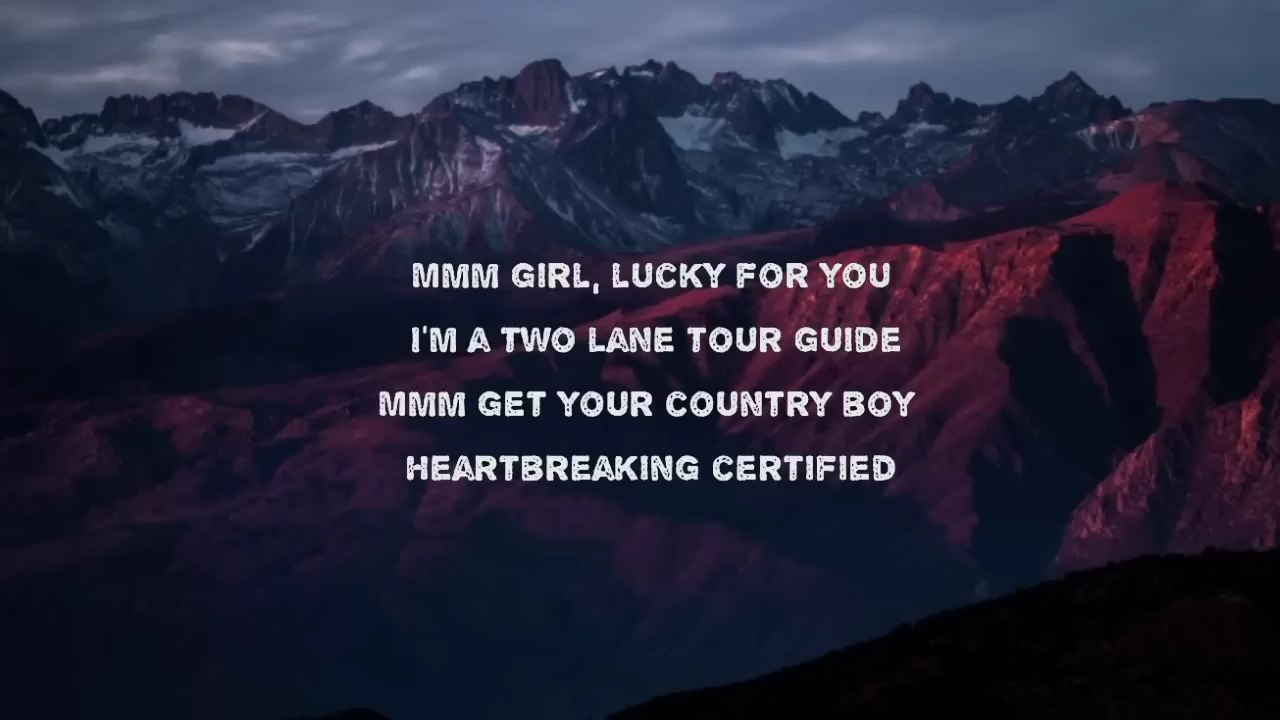 MMM GIRL, LUCKY FOR YOU
I'M A TWO LANE TOUR GUIDE
MMM GET YOUR COUNTRY BOY
HEARTBREAKING CERTIFIED